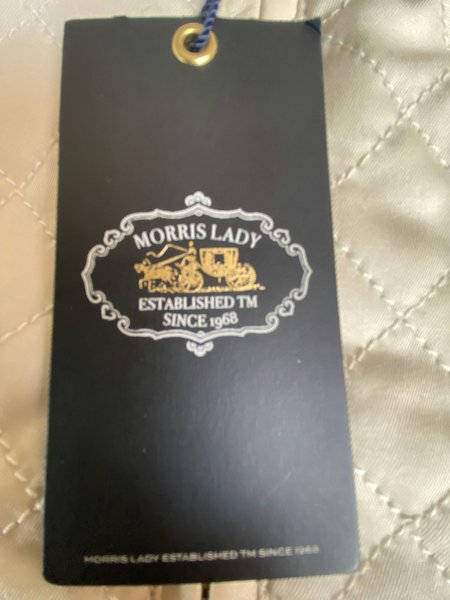 MORRIS LADY
ESTABLISHED TM
SINCE 1968
MORRIS LADY ESTABLISHED TM SINCE 1968